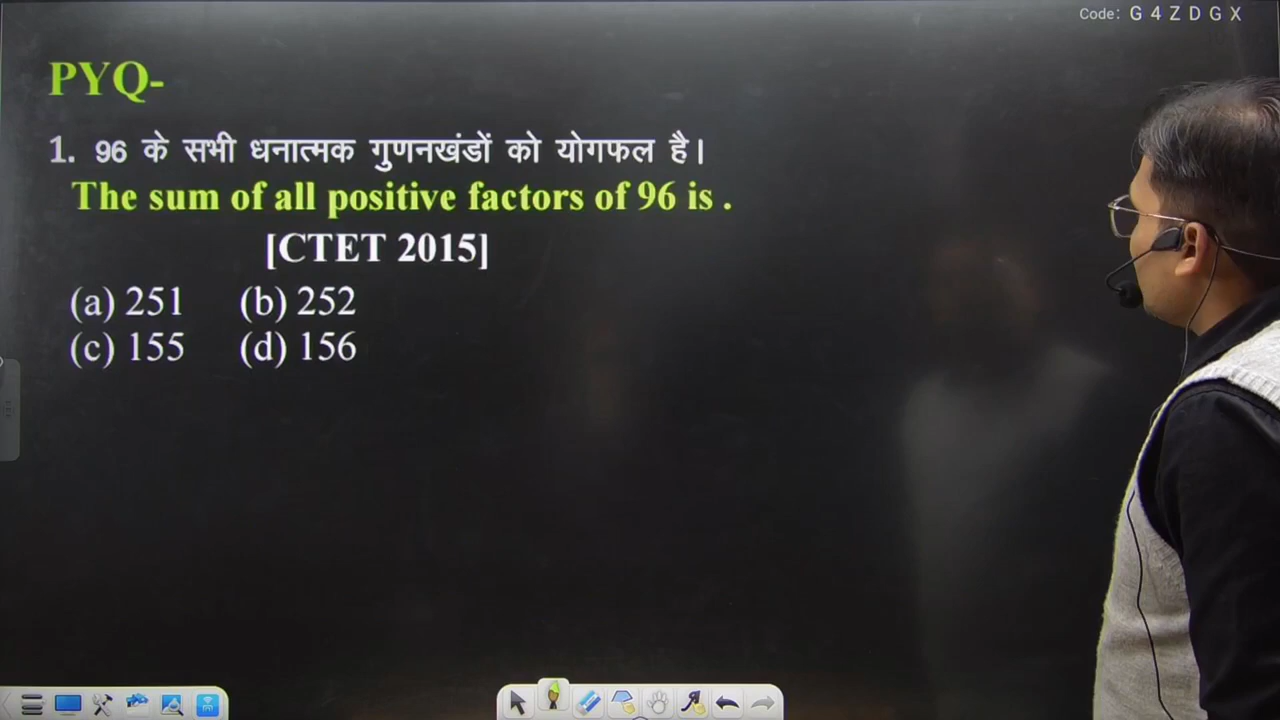 Code: G4ZDGX
PYQ-
1. 96 के सभी धनात्मक गुणनखंडों को योगफल है।
The sum of all positive factors of 96 is .
[CTET 2015]
(a) 251 (b) 252
(c) 155 (d) 156